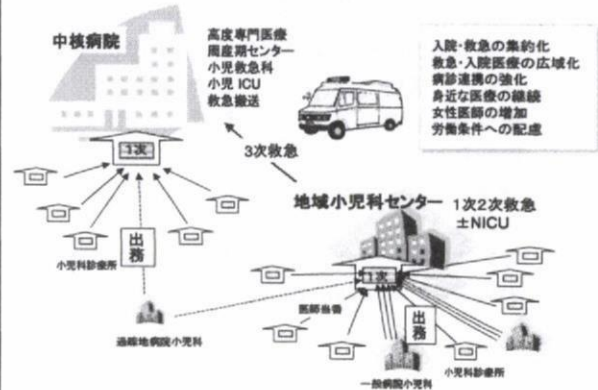 中核病院
高度専門医療
周産期センター
小児救急科
小児 ICU
救急搬送
入院・救急の集約化
救急・入院医療の広域化
病診連携の強化
身近な医療の継続
女性医師の増加
労働条件への配慮
1次
3次救急
地域小児科センター
1次2次救急
±NICU
小児科診療所
出務
1次
医師当番
出務
過疎地病院小児科
一般病院小児科
小児科診療所